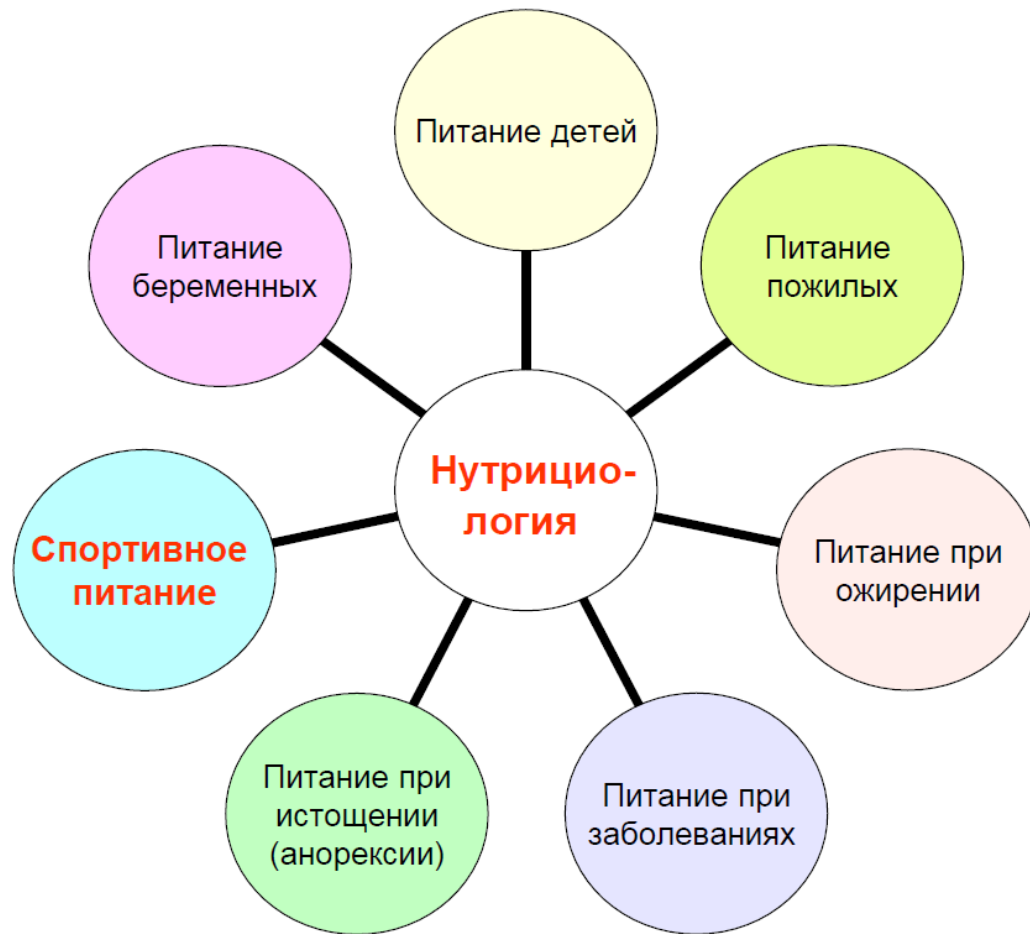 Питание детей
Питание
беременных
Питание
пожилых
Нутрицио-
логия
Спортивное
питание
Питание при
ожирении
Питание при
истощении
(анорексии)
Питание при
заболеваниях